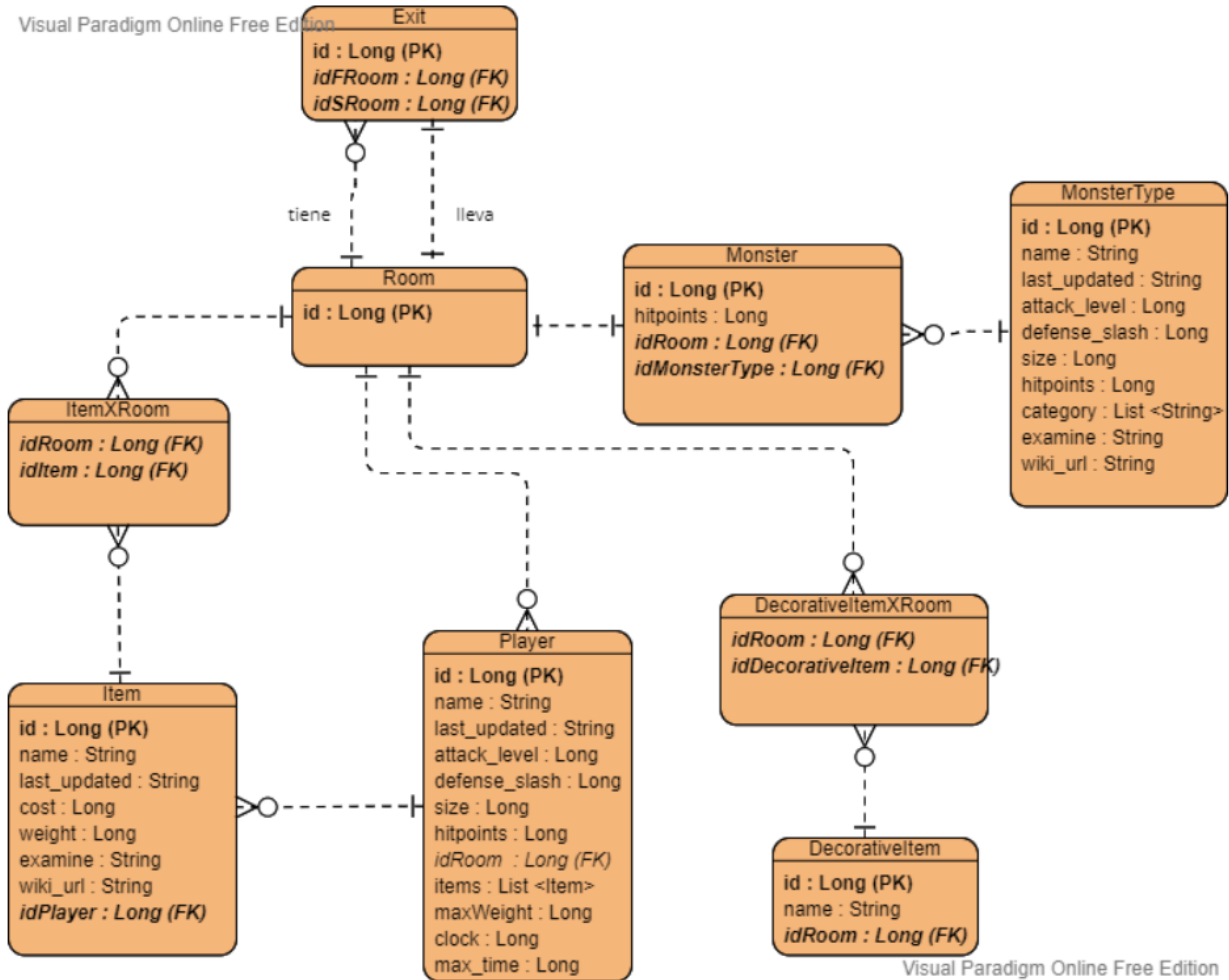 Visual Paradigm Online Free Edition
Exit
id : Long (PK)
idFRoom : Long (FK)
idSRoom : Long (FK)
tiene
lleva
Room
id : Long (PK)
Monster
id : Long (PK)
hitpoints : Long
idRoom : Long (FK)
idMonsterType : Long (FK)
MonsterType
id : Long (PK)
name : String
last_updated : String
attack_level : Long
defense_slash : Long
size : Long
hitpoints : Long
category : List <String>
examine : String
wiki_url : String
ItemXRoom
idRoom : Long (FK)
idItem : Long (FK)
Item
id : Long (PK)
name : String
last_updated : String
cost : Long
weight : Long
examine : String
wiki_url : String
idPlayer : Long (FK)
Player
id : Long (PK)
name : String
last_updated : String
attack_level : Long
defense_slash : Long
size : Long
hitpoints : Long
idRoom : Long (FK)
items : List <Item>
maxWeight : Long
clock : Long
max_time : Long
DecorativeItemXRoom
idRoom : Long (FK)
idDecorativeItem : Long (FK)
DecorativeItem
id : Long (PK)
name : String
idRoom : Long (FK)
Visual Paradigm Online Free Edition